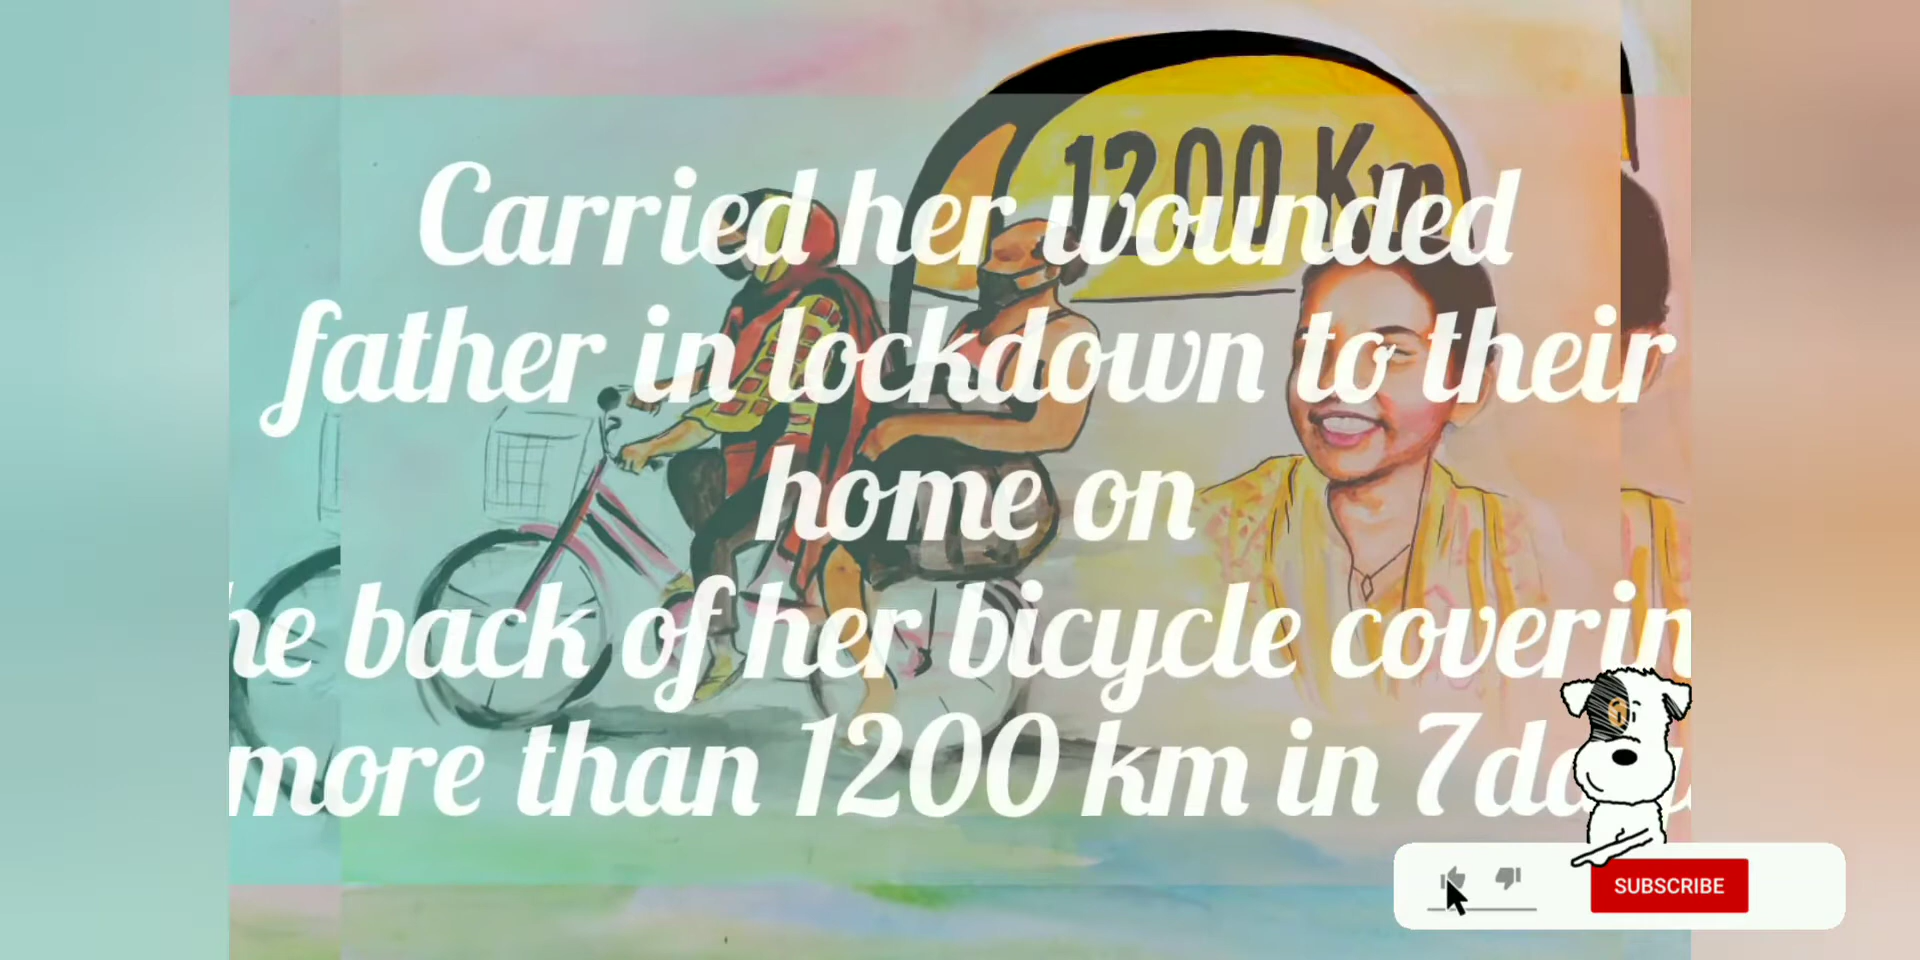 1200 Km
Carried her wounded
father in lockdown to their
home on
he back of her bicycle coverin
more than 1200 km in 7da
SUBSCRIBE